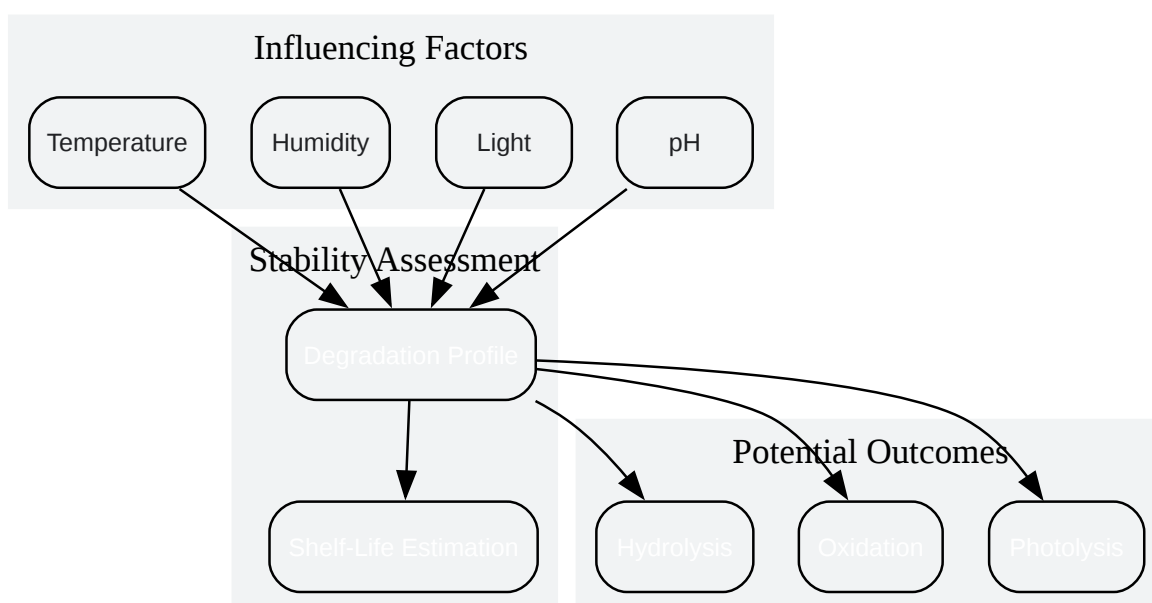 Influencing Factors
Temperature
Humidity
Light
pH
Stability Assessment
Degradation Profile
Potential Outcomes
Shelf-Life Estimation
Hydrolysis
Oxidation
Photolysis